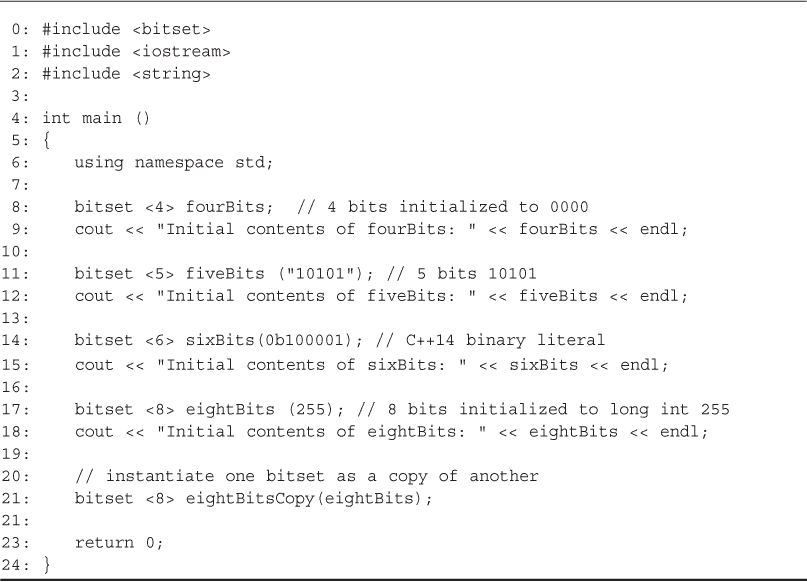 0: #include <bitset>
1: #include <iostream>
2: #include <string>
3:
4: int main ()
5: {
6:    using namespace std;
7:
8:    bitset <4> fourBits;  // 4 bits initialized to 0000
9:    cout << "Initial contents of fourBits: " << fourBits << endl;
10:
11:    bitset <5> fiveBits ("10101"); // 5 bits 10101
12:    cout << "Initial contents of fiveBits: " << fiveBits << endl;
13:
14:    bitset <6> sixBits(0b100001); // C++14 binary literal
15:    cout << "Initial contents of sixBits: " << sixBits << endl;
16:
17:    bitset <8> eightBits (255); // 8 bits initialized to long int 255
18:    cout << "Initial contents of eightBits: " << eightBits << endl;
19:
20:    // instantiate one bitset as a copy of another
21:    bitset <8> eightBitsCopy(eightBits);
21:
23:    return 0;
24: }